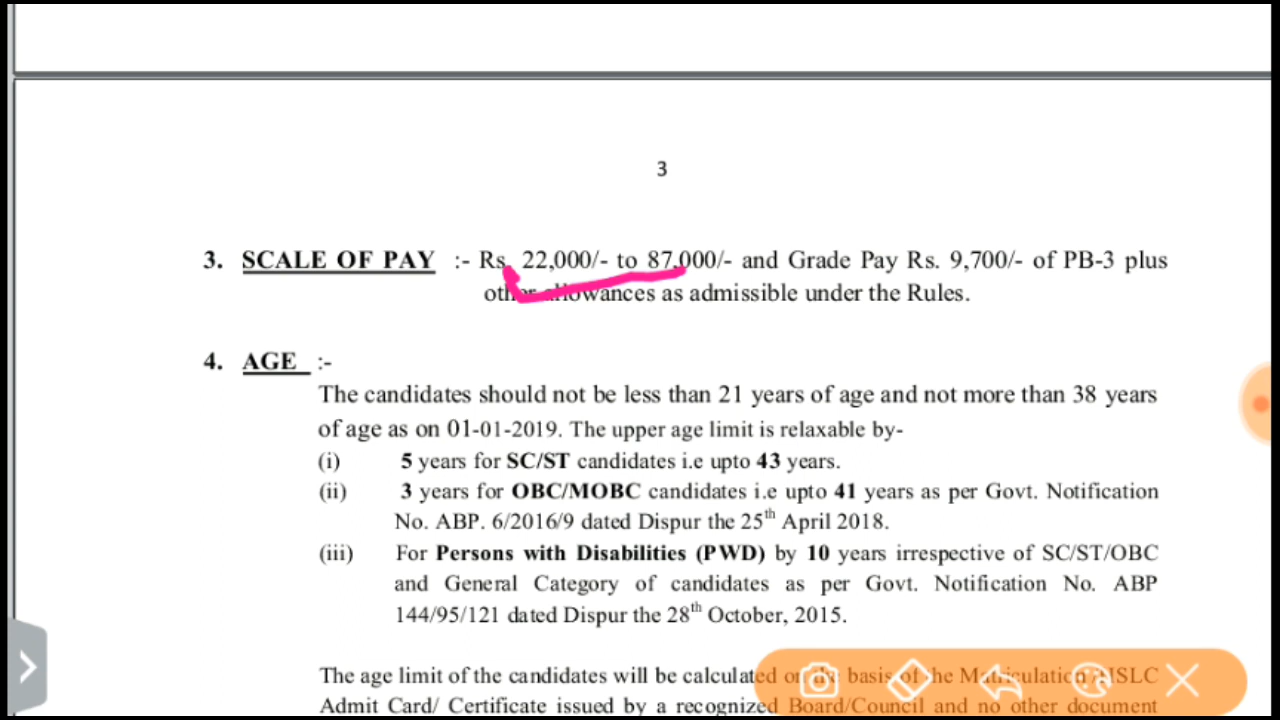 3
3. SCALE OF PAY :- Rs. 22,000/- to 87,000/- and Grade Pay Rs. 9,700/- of PB-3 plus
other allowances as admissible under the Rules.
4. AGE :-
The candidates should not be less than 21 years of age and not more than 38 years
of age as on 01-01-2019. The upper age limit is relaxable by-
(i) 5 years for SC/ST candidates i.e upto 43 years.
(ii) 3 years for OBC/MOBC candidates i.e upto 41 years as per Govt. Notification
No. ABP. 6/2016/9 dated Dispur the 25th April 2018.
(iii) For Persons with Disabilities (PWD) by 10 years irrespective of SC/ST/OBC
and General Category of candidates as per Govt. Notification No. ABP
144/95/121 dated Dispur the 28th October, 2015.
The age limit of the candidates will be calculated on the basis of the Matriculation/HSLC
Admit Card/ Certificate issued by a recognized Board/Council and no other document